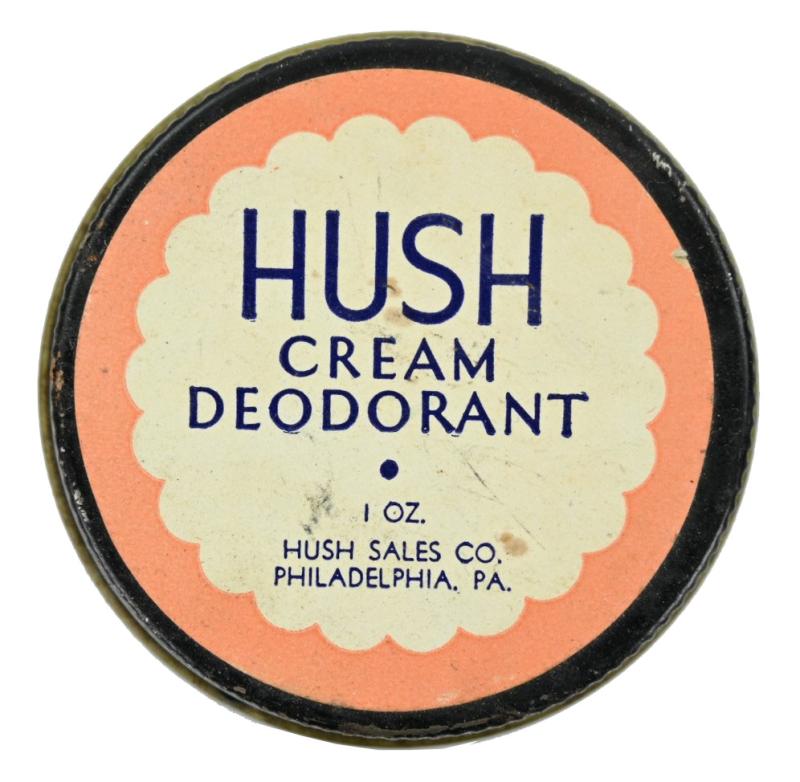 HUSH
CREAM
DEODORANT
•
1 OZ.
HUSH SALES CO.
PHILADELPHIA, PA.